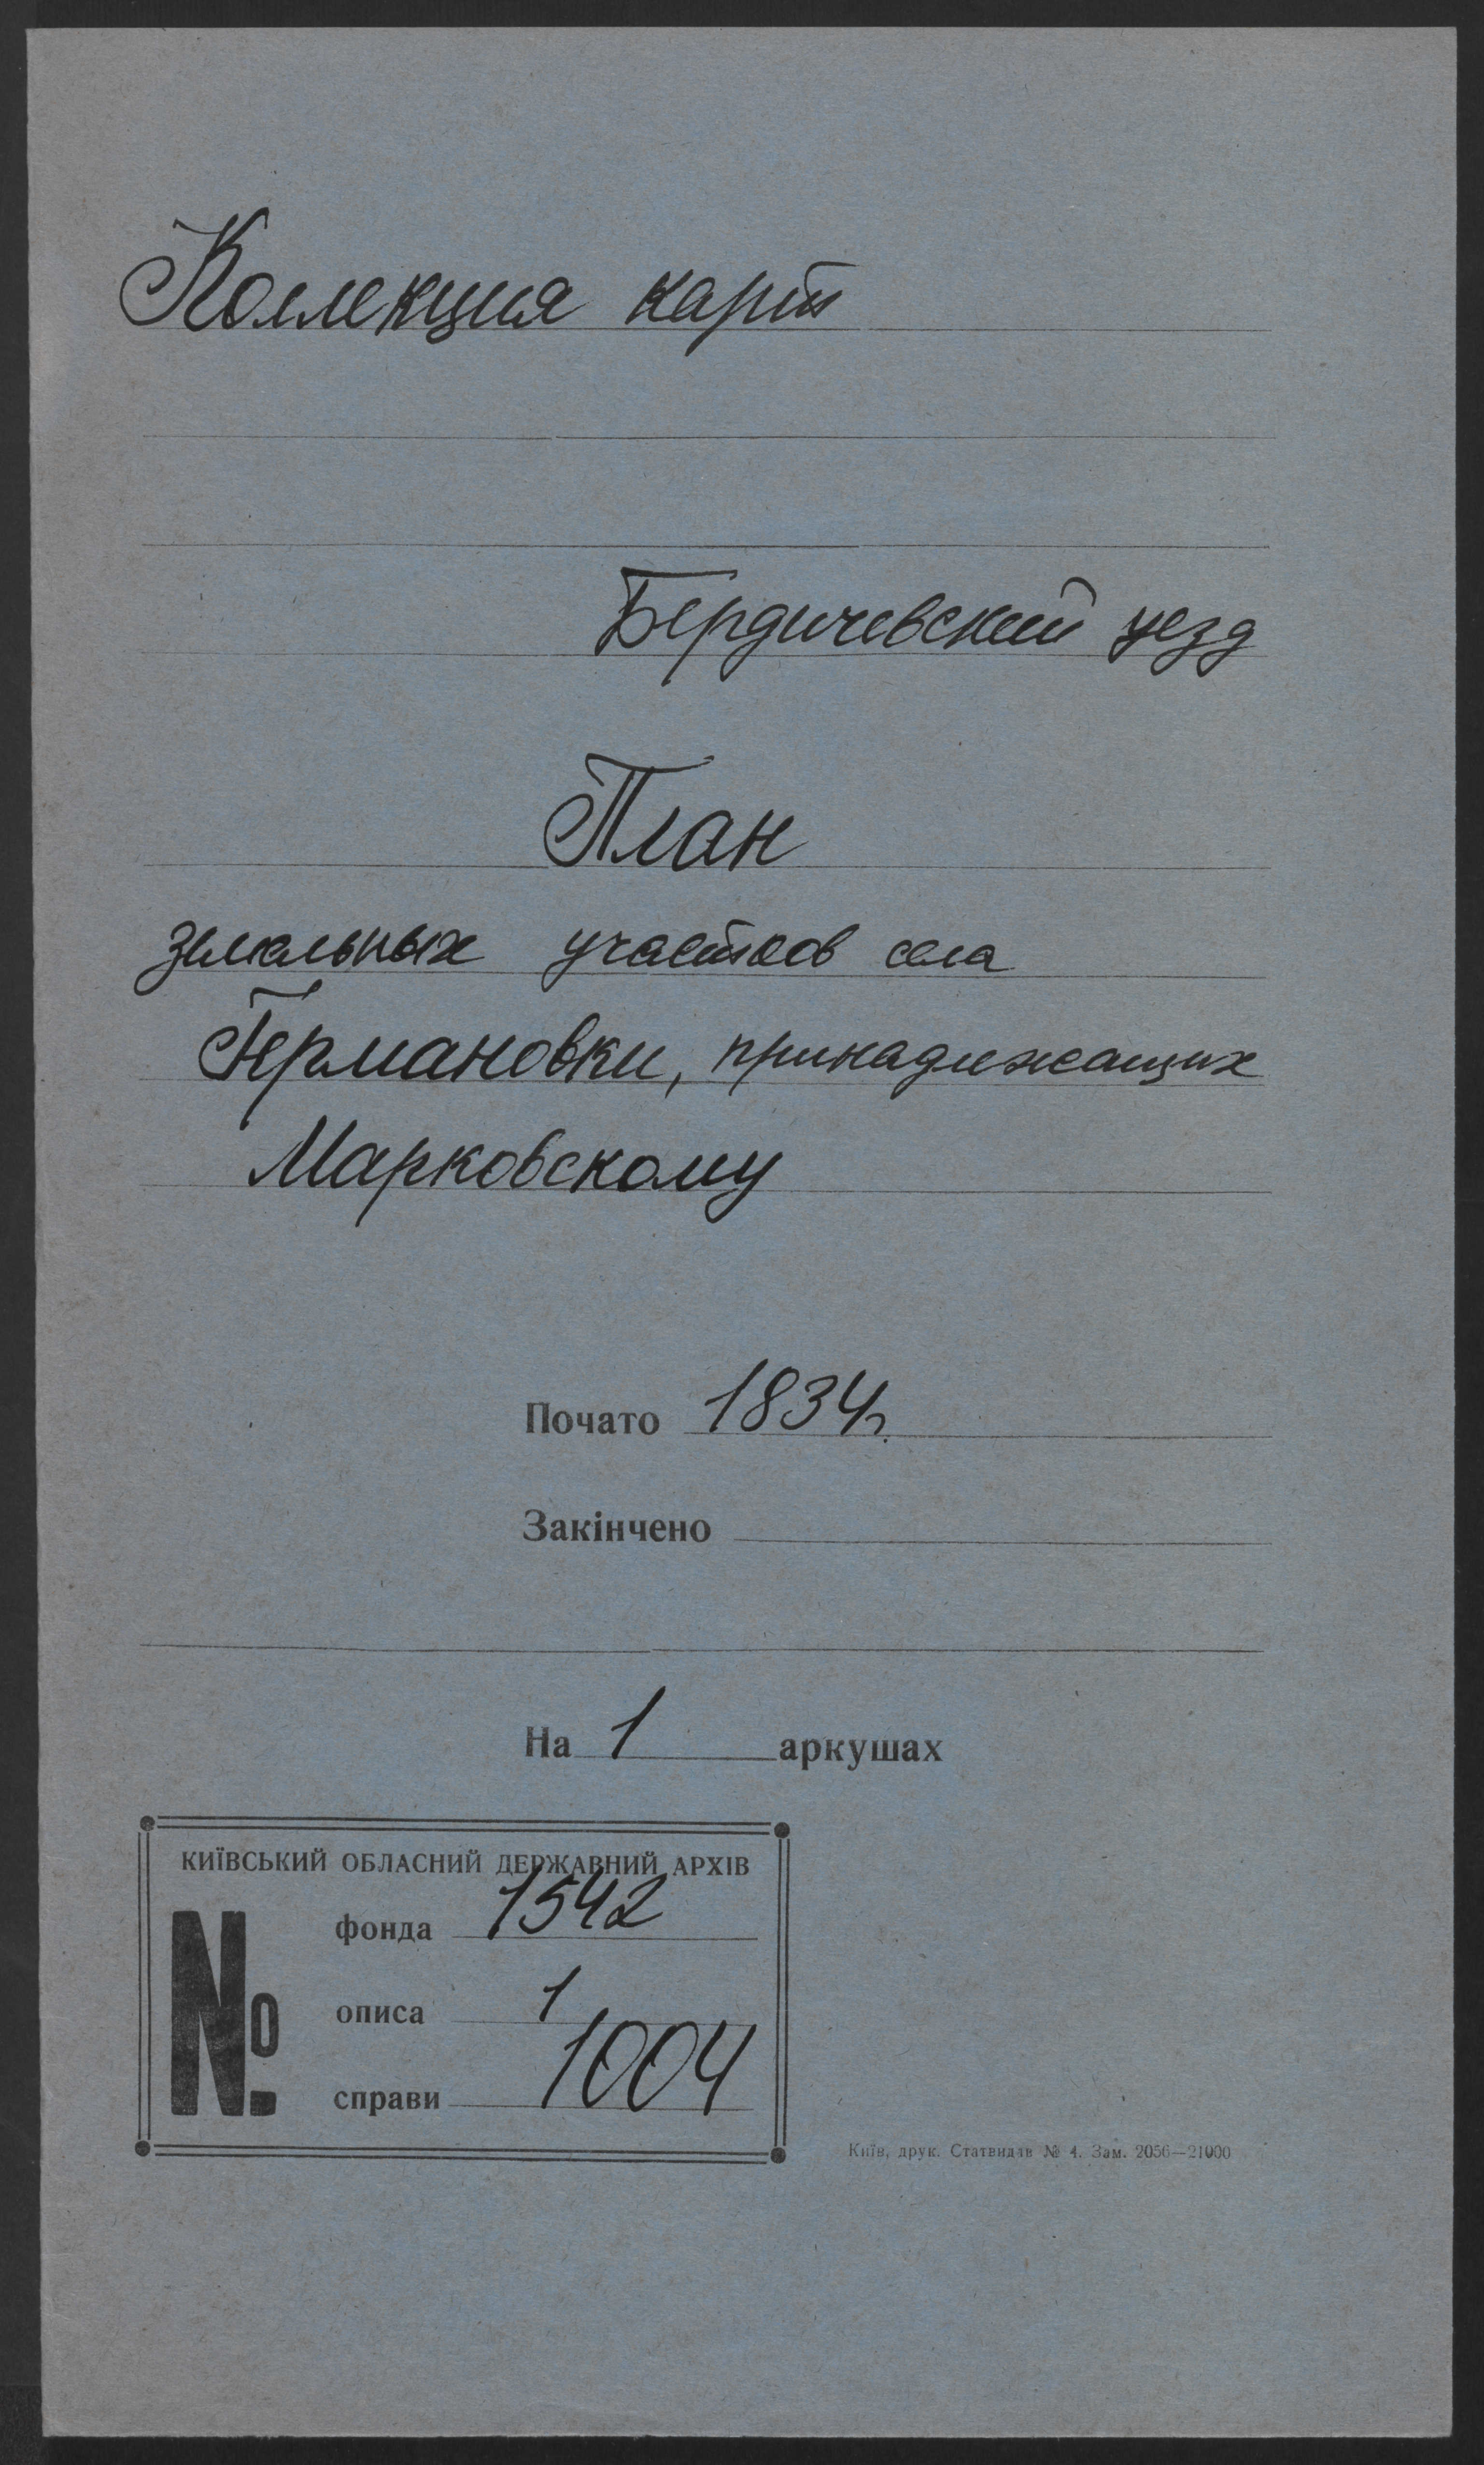 Коллекция карт
Бердичевский уезд
План
земельных участков села
Германовки, принадлежащих
Марковскому
Почато 1834г.
Закінчено
На 1 аркушах
КИЇВСЬКИЙ ОБЛАСНИЙ ДЕРЖАВНИЙ АРХІВ
№
фонда 1542
описа 1
справи 1004
Київ, друк. Статвидав № 4. Зам. 2056—21000